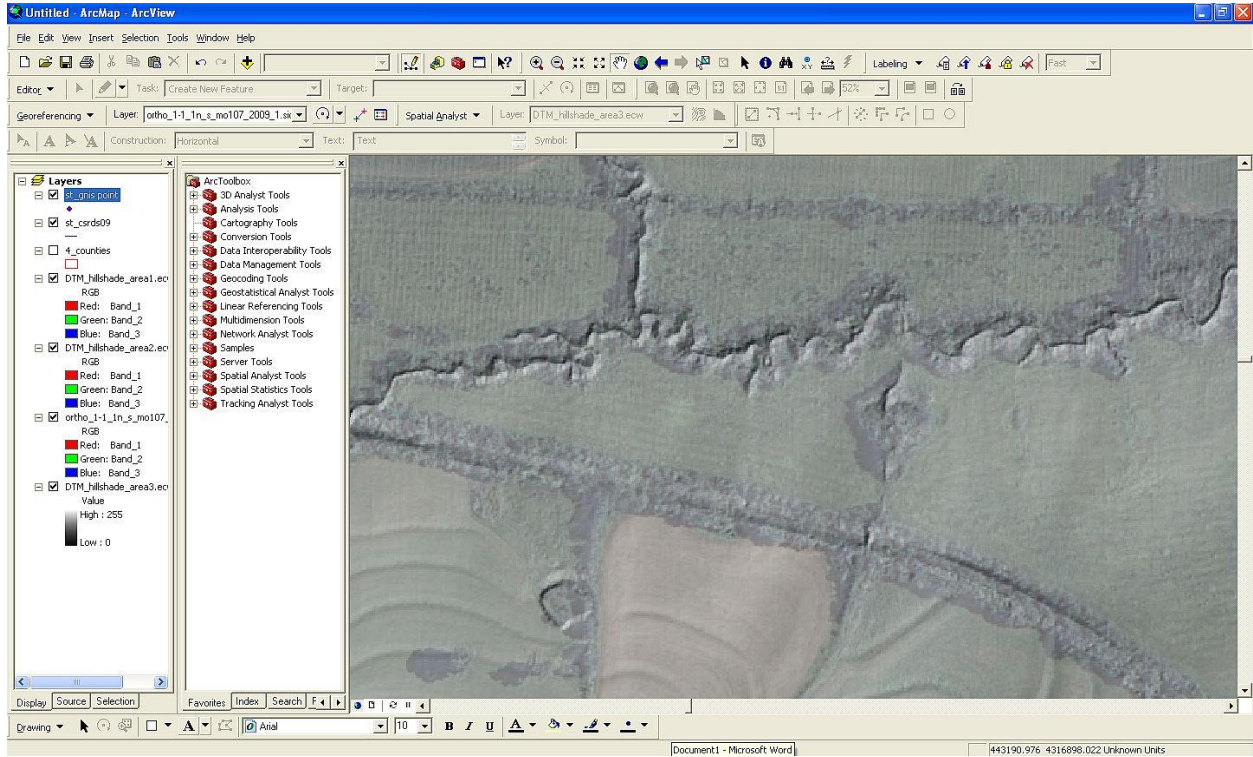 Untitled - ArcMap - ArcView
File Edit View Insert Selection Tools Window Help
Labeling Fast
Editor Task: Create New Feature Target: 52%
Georeferencing Layer: ortho_1-1_1n_s_mo107_2009_1.si Spatial Analyst Layer: DTM_hillshade_area3.ecw
Construction: Horizontal Text: Text Symbol:
Layers
st_gnis point
st_csrds09
4_counties
DTM_hillshade_area1.ec
RGB
Red: Band_1
Green: Band_2
Blue: Band_3
DTM_hillshade_area2.ec
RGB
Red: Band_1
Green: Band_2
Blue: Band_3
ortho_1-1_1n_s_mo107_
RGB
Red: Band_1
Green: Band_2
Blue: Band_3
DTM_hillshade_area3.ec
Value
High : 255
Low : 0
Display Source Selection
ArcToolbox
3D Analyst Tools
Analysis Tools
Cartography Tools
Conversion Tools
Data Interoperability Tools
Data Management Tools
Geocoding Tools
Geostatistical Analyst Tools
Linear Referencing Tools
Multidimension Tools
Network Analyst Tools
Samples
Server Tools
Spatial Analyst Tools
Spatial Statistics Tools
Tracking Analyst Tools
Favorites Index Search
Drawing A Arial 10 B I U A
Document1 - Microsoft Word
443190.976 4316898.022 Unknown Units